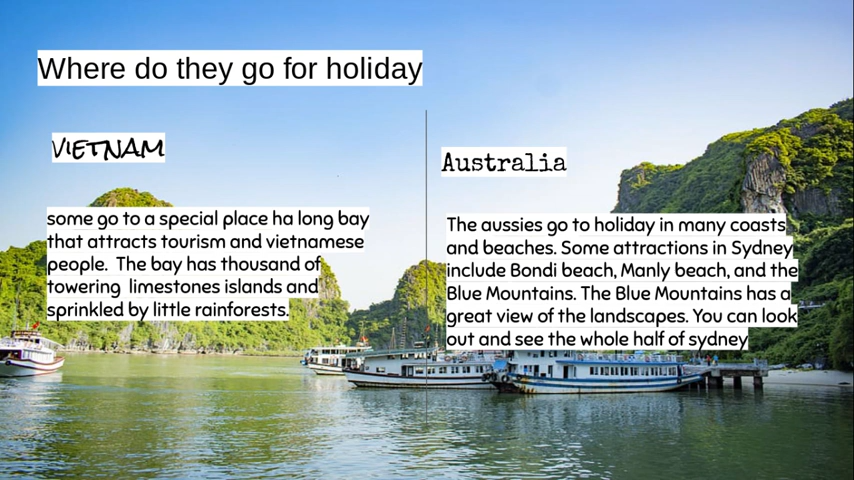 Where do they go for holiday
VIETNAM
some go to a special place ha long bay
that attracts tourism and vietnamese
people. The bay has thousand of
towering limestones islands and
sprinkled by little rainforests.
Australia
The aussies go to holiday in many coasts
and beaches. Some attractions in Sydney
include Bondi beach, Manly beach, and the
Blue Mountains. The Blue Mountains has a
great view of the landscapes. You can look
out and see the whole half of sydney